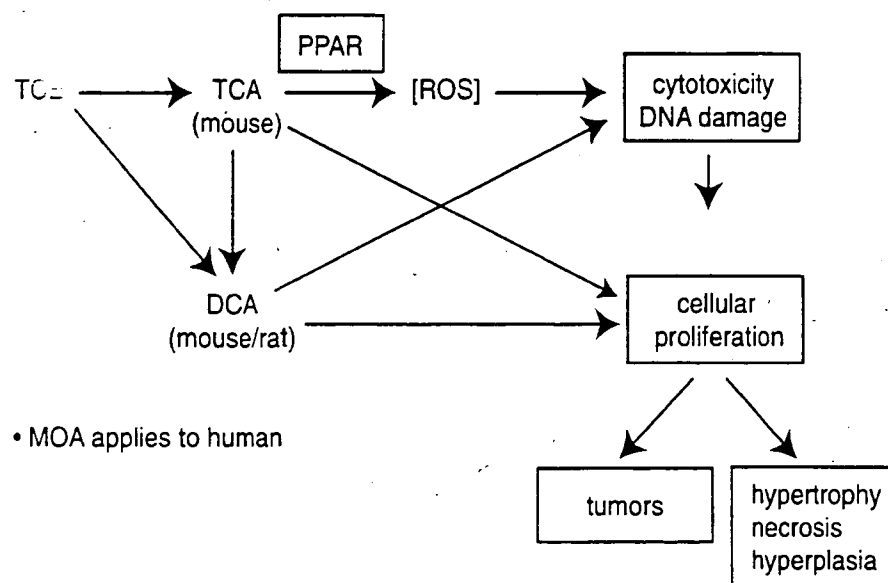 PPAR
TCA
(mouse)
[ROS]
cytotoxicity
DNA damage
DCA
(mouse/rat)
cellular
proliferation
• MOA applies to human
tumors
hypertrophy
necrosis
hyperplasia